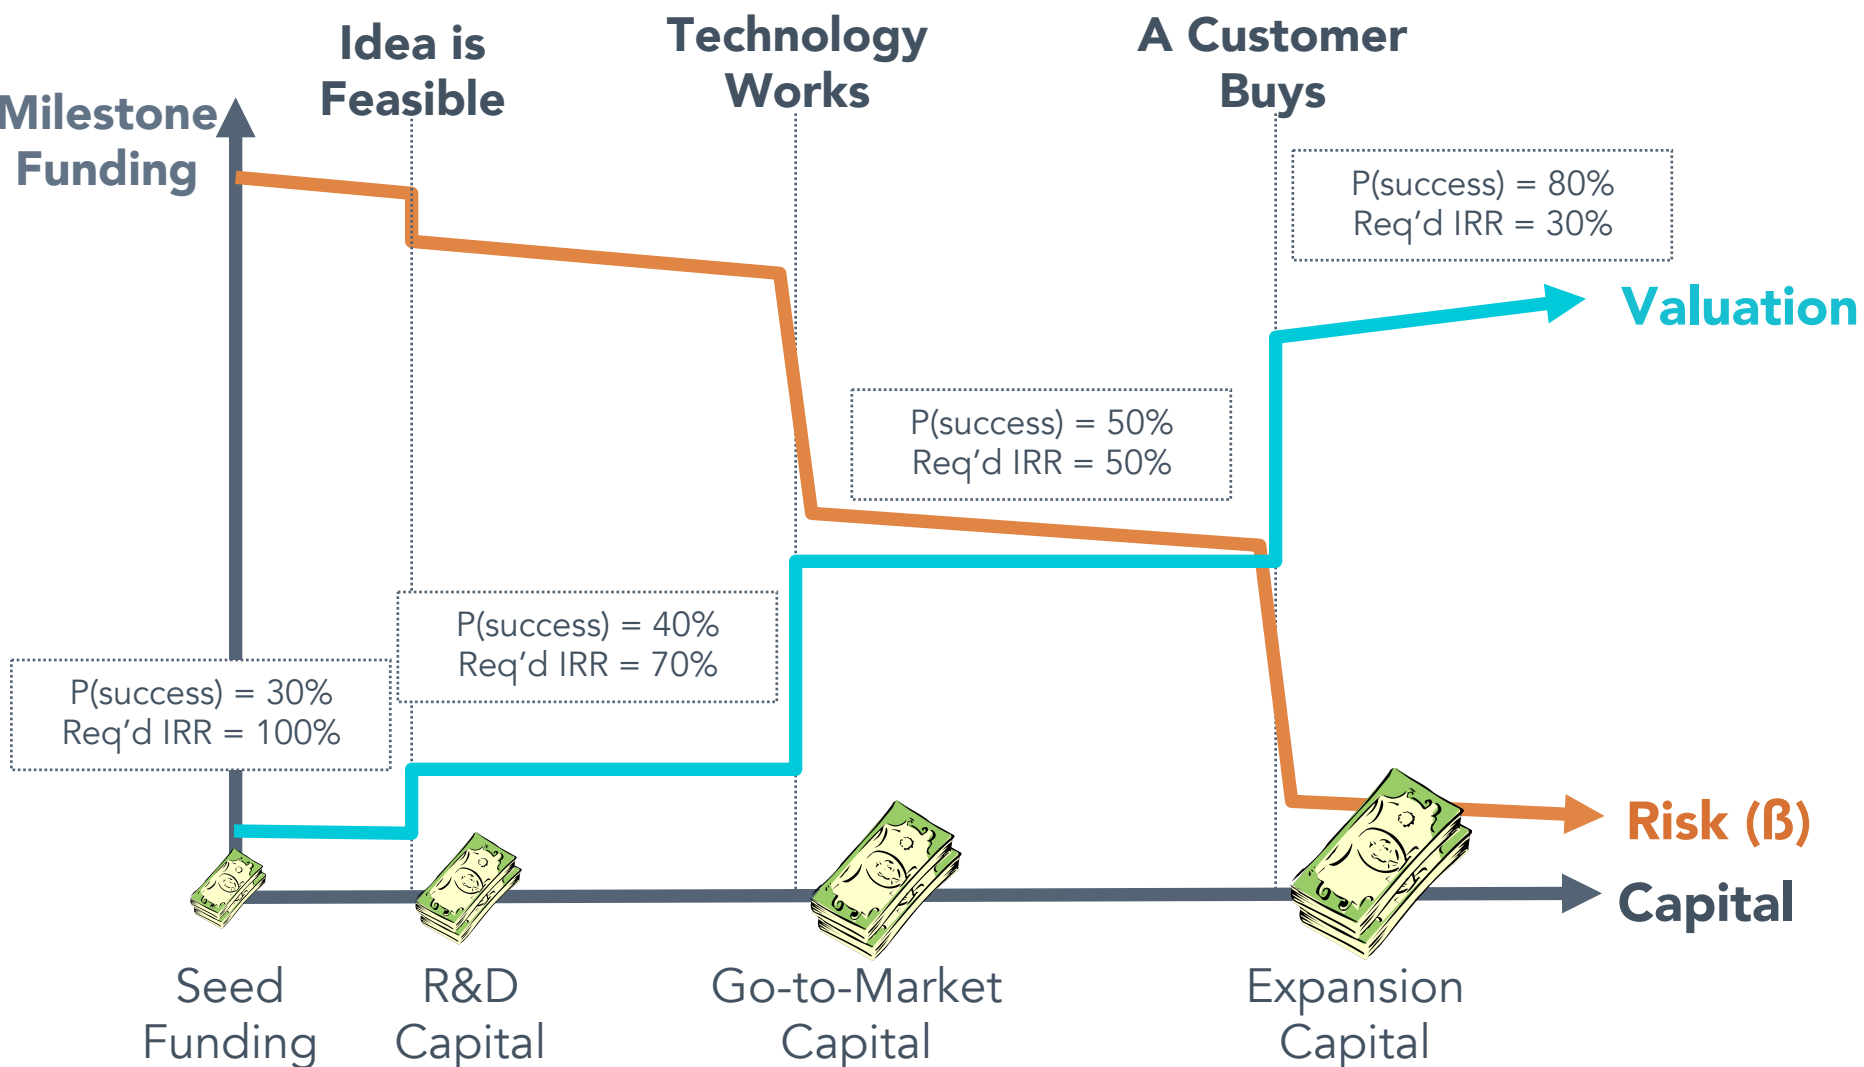 Milestone
Funding
Idea is
Feasible
Technology
Works
A Customer
Buys
P(success) = 80%
Req’d IRR = 30%
Valuation
P(success) = 50%
Req’d IRR = 50%
P(success) = 40%
Req’d IRR = 70%
P(success) = 30%
Req’d IRR = 100%
Risk (ß)
Capital
Seed
Funding
R&D
Capital
Go-to-Market
Capital
Expansion
Capital